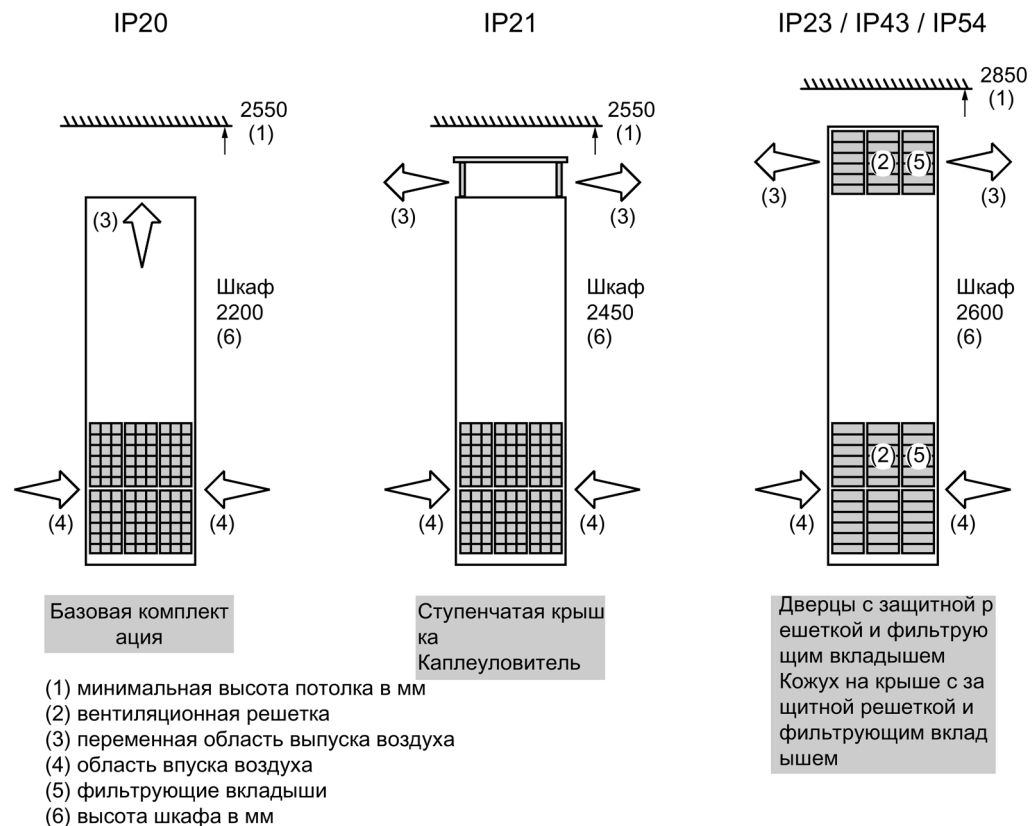 IP20
IP21
IP23 / IP43 / IP54
2550
(1)
2550
(1)
2850
(1)
(3)
(3)
(3)
(2)
(5)
(3)
(3)
Шкаф
2200
(6)
Шкаф
2450
(6)
Шкаф
2600
(6)
(2)
(5)
(4)
(4)
(4)
(4)
(4)
(4)
Базовая комплект
ация
Ступенчатая крыш
ка
Каплеуловитель
Дверцы с защитной р
ешеткой и фильтрую
щим вкладышем
Кожух на крыше с за
щитной решеткой и
фильтрующим вклад
ышем
(1) минимальная высота потолка в мм
(2) вентиляционная решетка
(3) переменная область выпуска воздуха
(4) область впуска воздуха
(5) фильтрующие вкладыши
(6) высота шкафа в мм